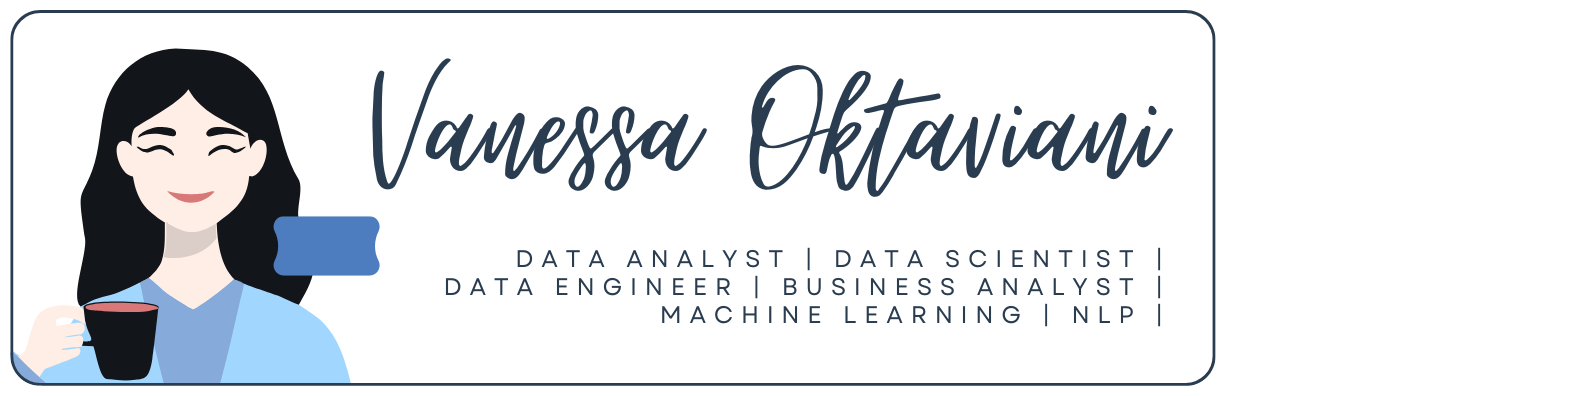 Vanessa Oktaviani
DATA ANALYST | DATA SCIENTIST |
DATA ENGINEER | BUSINESS ANALYST |
MACHINE LEARNING | NLP |